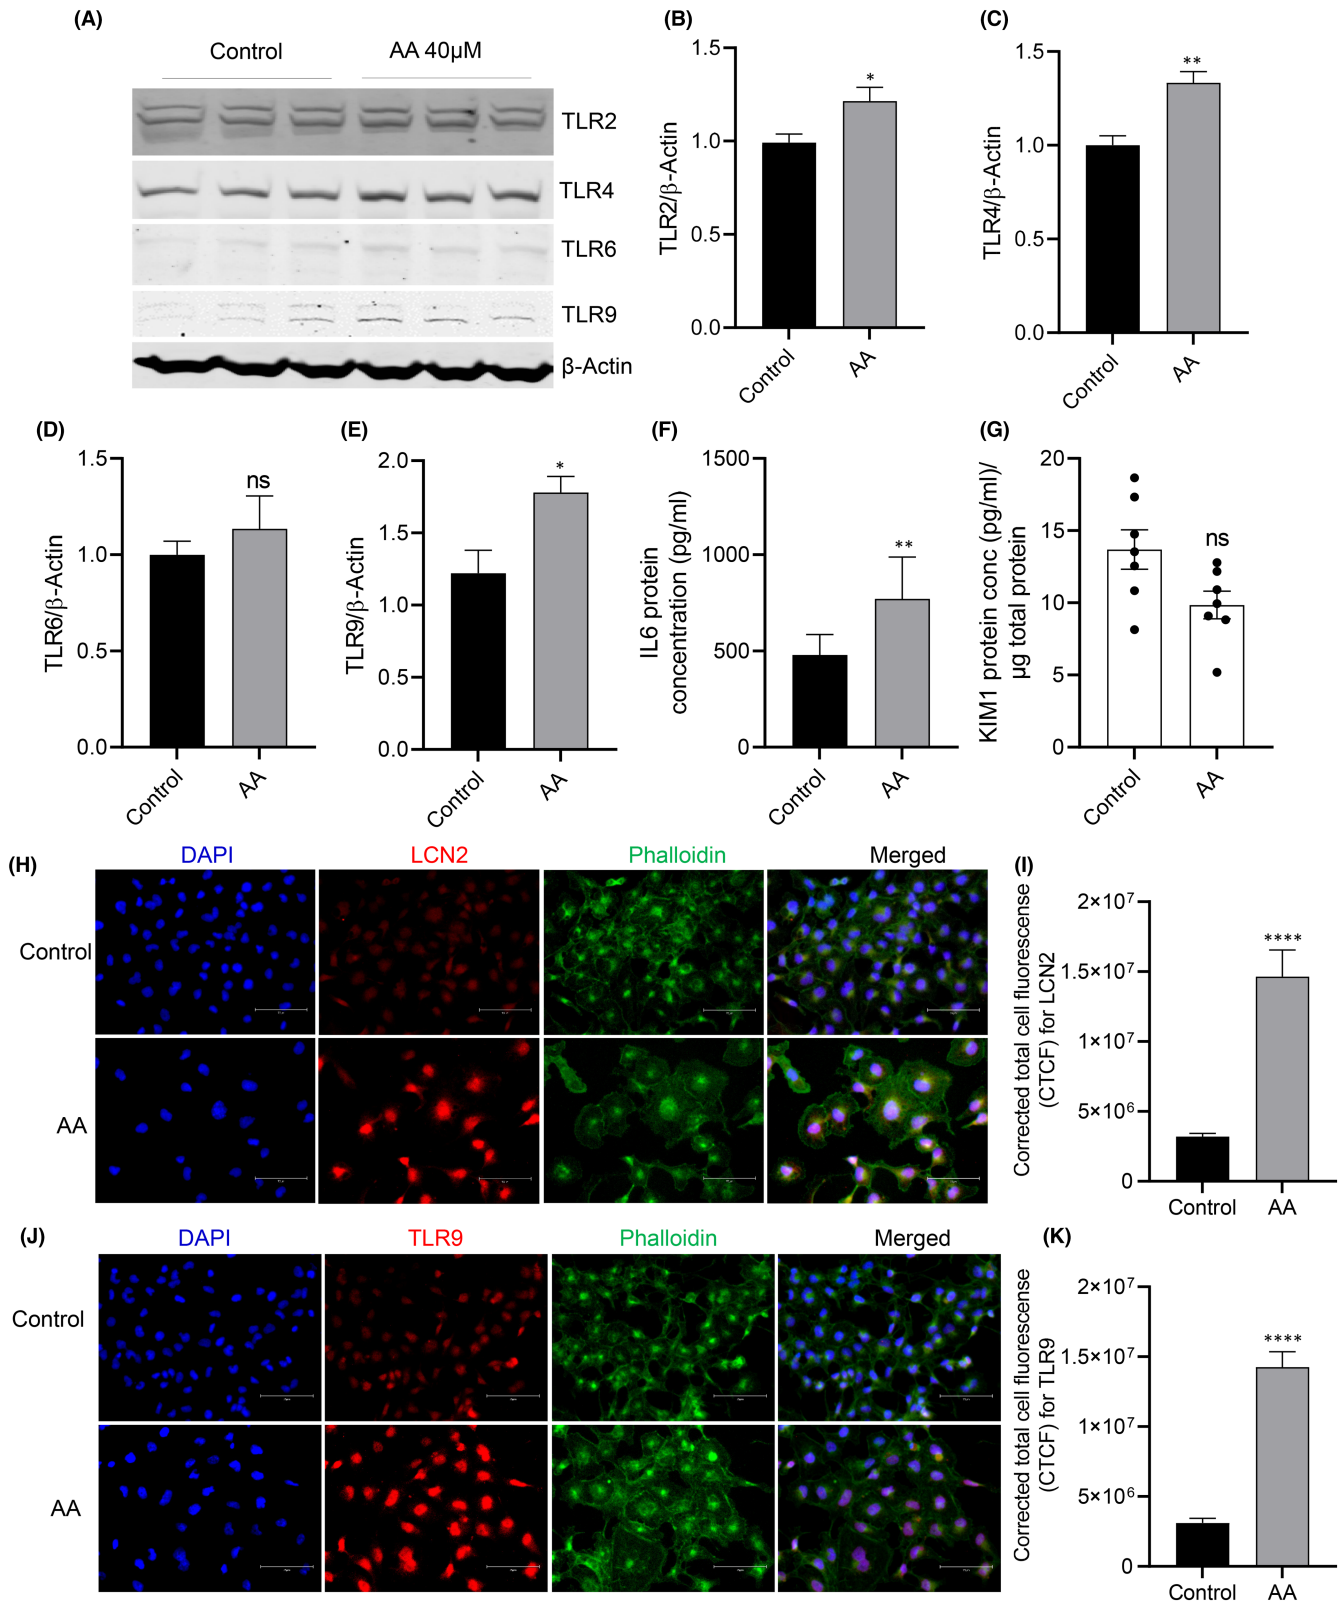 (A)
Control
AA 40μM
TLR2
TLR4
TLR6
TLR9
β-Actin
(B)
TLR2/β-Actin
1.5
1.0
0.5
0.0
*
Control
AA
(C)
TLR4/β-Actin
1.5
1.0
0.5
0.0
**
Control
AA
(D)
TLR6/β-Actin
1.5
1.0
0.5
0.0
ns
Control
AA
(E)
TLR9/β-Actin
2.0
1.5
1.0
0.5
0.0
*
Control
AA
(F)
IL6 protein
concentration (pg/ml)
1500
1000
500
0
**
Control
AA
(G)
KIM1 protein conc (pg/ml)/
μg total protein
20
15
10
5
0
ns
Control
AA
(H)
DAPI
LCN2
Phalloidin
Merged
Control
AA
(I)
Corrected total cell fluorescense
(CTCF) for LCN2
2×10⁷
1.5×10⁷
1×10⁷
5×10⁶
0
****
Control
AA
(J)
DAPI
TLR9
Phalloidin
Merged
Control
AA
(K)
Corrected total cell fluorescense
(CTCF) for TLR9
2×10⁷
1.5×10⁷
1×10⁷
5×10⁶
0
****
Control
AA